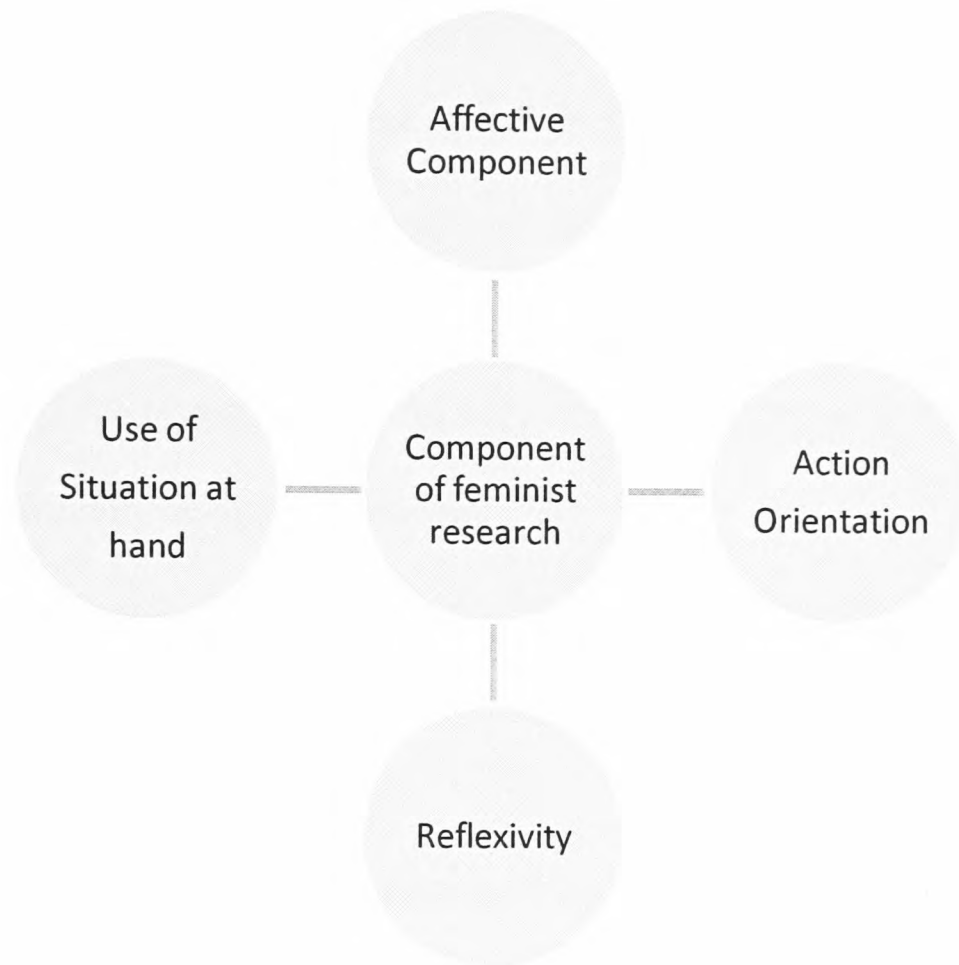 Affective
Component
Use of
Situation at
hand
Component
of feminist
research
Action
Orientation
Reflexivity